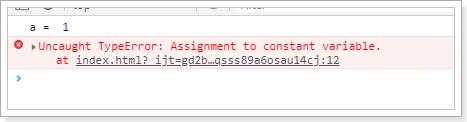 a = 1
Uncaught TypeError: Assignment to constant variable.
at index.html?_ijt=gd2b…qsss89a6osau14cj:12